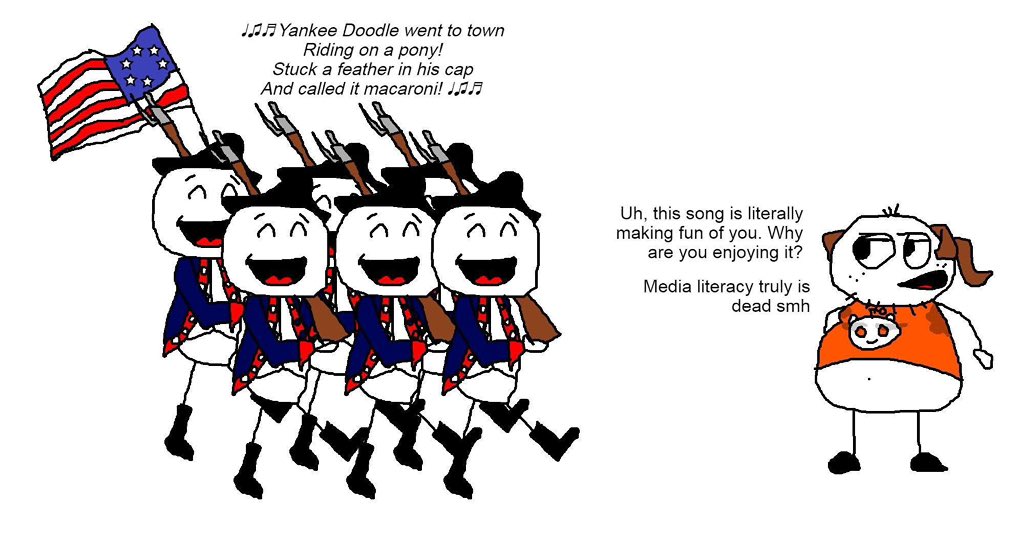 ♩♫♬Yankee Doodle went to town
Riding on a pony!
Stuck a feather in his cap
And called it macaroni! ♩♫♬
Uh, this song is literally
making fun of you. Why
are you enjoying it?
Media literacy truly is
dead smh